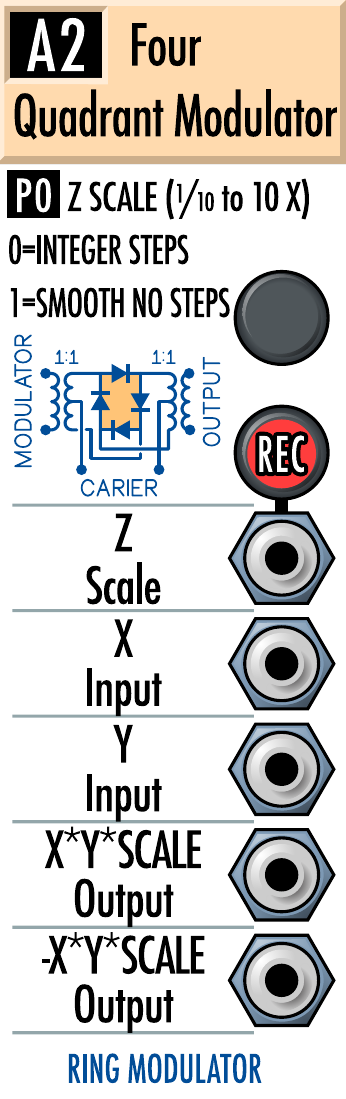 A2 Four
Quadrant Modulator
P0 Z SCALE (1/10 to 10 X)
0=INTEGER STEPS
1=SMOOTH NO STEPS
MODULATOR
1:1
1:1
OUTPUT
CARIER
REC
Z
Scale
X
Input
Y
Input
X*Y*SCALE
Output
-X*Y*SCALE
Output
RING MODULATOR